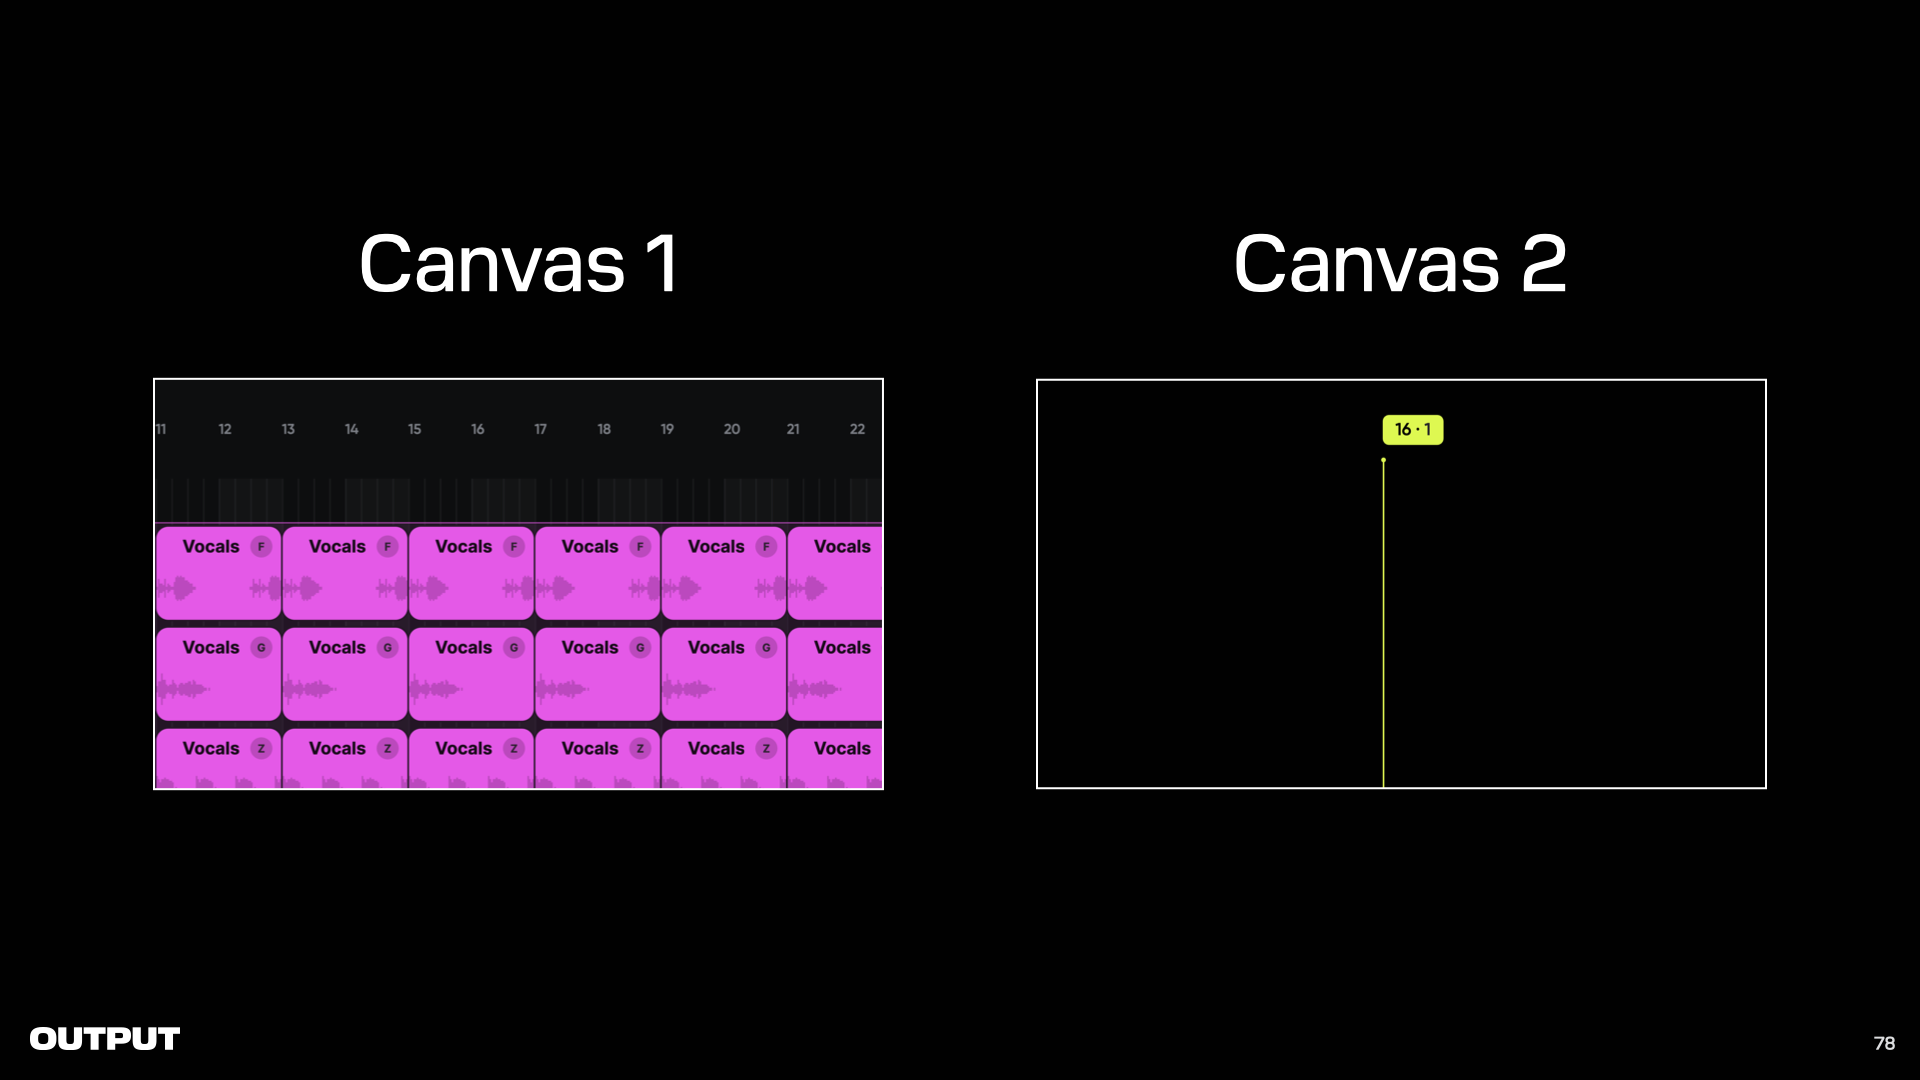 Canvas 1
Canvas 2
11 12 13 14 15 16 17 18 19 20 21 22
16 · 1
Vocals F Vocals F Vocals F Vocals F Vocals F Vocals
Vocals G Vocals G Vocals G Vocals G Vocals G Vocals
Vocals Z Vocals Z Vocals Z Vocals Z Vocals Z Vocals
OUTPUT
78